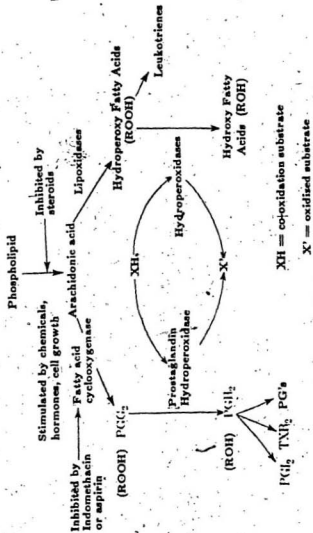 Phospholipid
Inhibited by
steroids
Stimulated by chemicals,
hormones, cell growth
Arachidonic acid
Inhibited by
Indomethacin
or aspirin
Fatty acid
cyclooxygenase
Lipoxidases
(ROOH)
PGG₂
Hydroperoxy Fatty Acids
(ROOH)
Leukotrienes
XH
Prostaglandin
Hydroperoxidase
Hydroperoxidases
X'
(ROH)
PGH₂
Hydroxy Fatty
Acids (ROH)
PGI₂
TXB₂
PG's
XH = co-oxidation substrate
X' = oxidised substrate